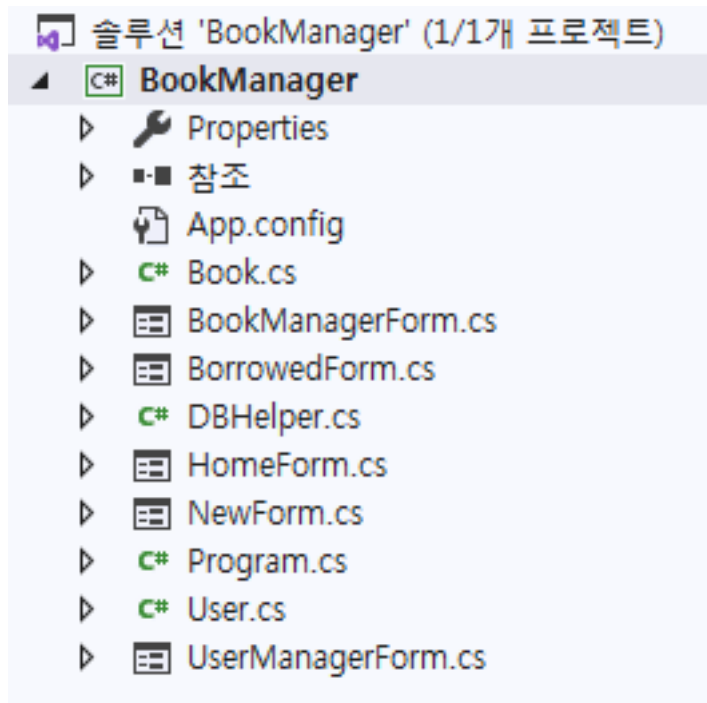 솔루션 'BookManager' (1/1개 프로젝트)
C# BookManager
Properties
참조
App.config
C# Book.cs
BookManagerForm.cs
BorrowedForm.cs
C# DBHelper.cs
HomeForm.cs
NewForm.cs
C# Program.cs
C# User.cs
UserManagerForm.cs